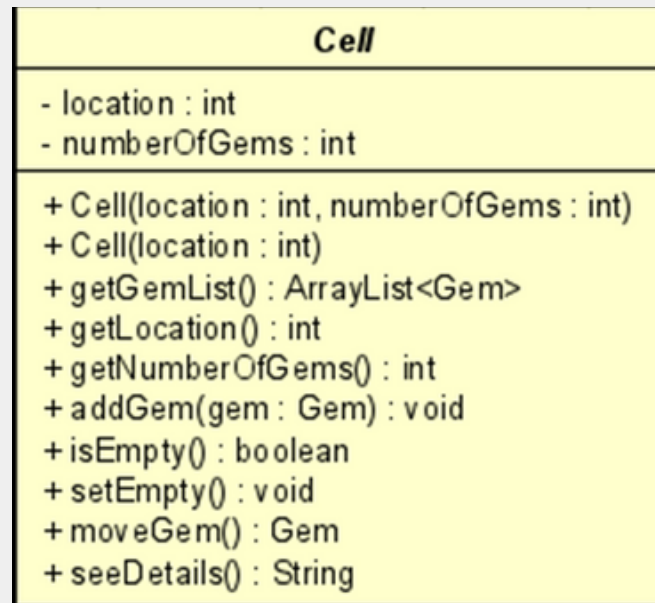 Cell
- location : int
- numberOfGems : int
+ Cell(location : int, numberOfGems : int)
+ Cell(location : int)
+ getGemList() : ArrayList<Gem>
+ getLocation() : int
+ getNumberOfGems() : int
+ addGem(gem : Gem) : void
+ isEmpty() : boolean
+ setEmpty() : void
+ moveGem() : Gem
+ seeDetails() : String